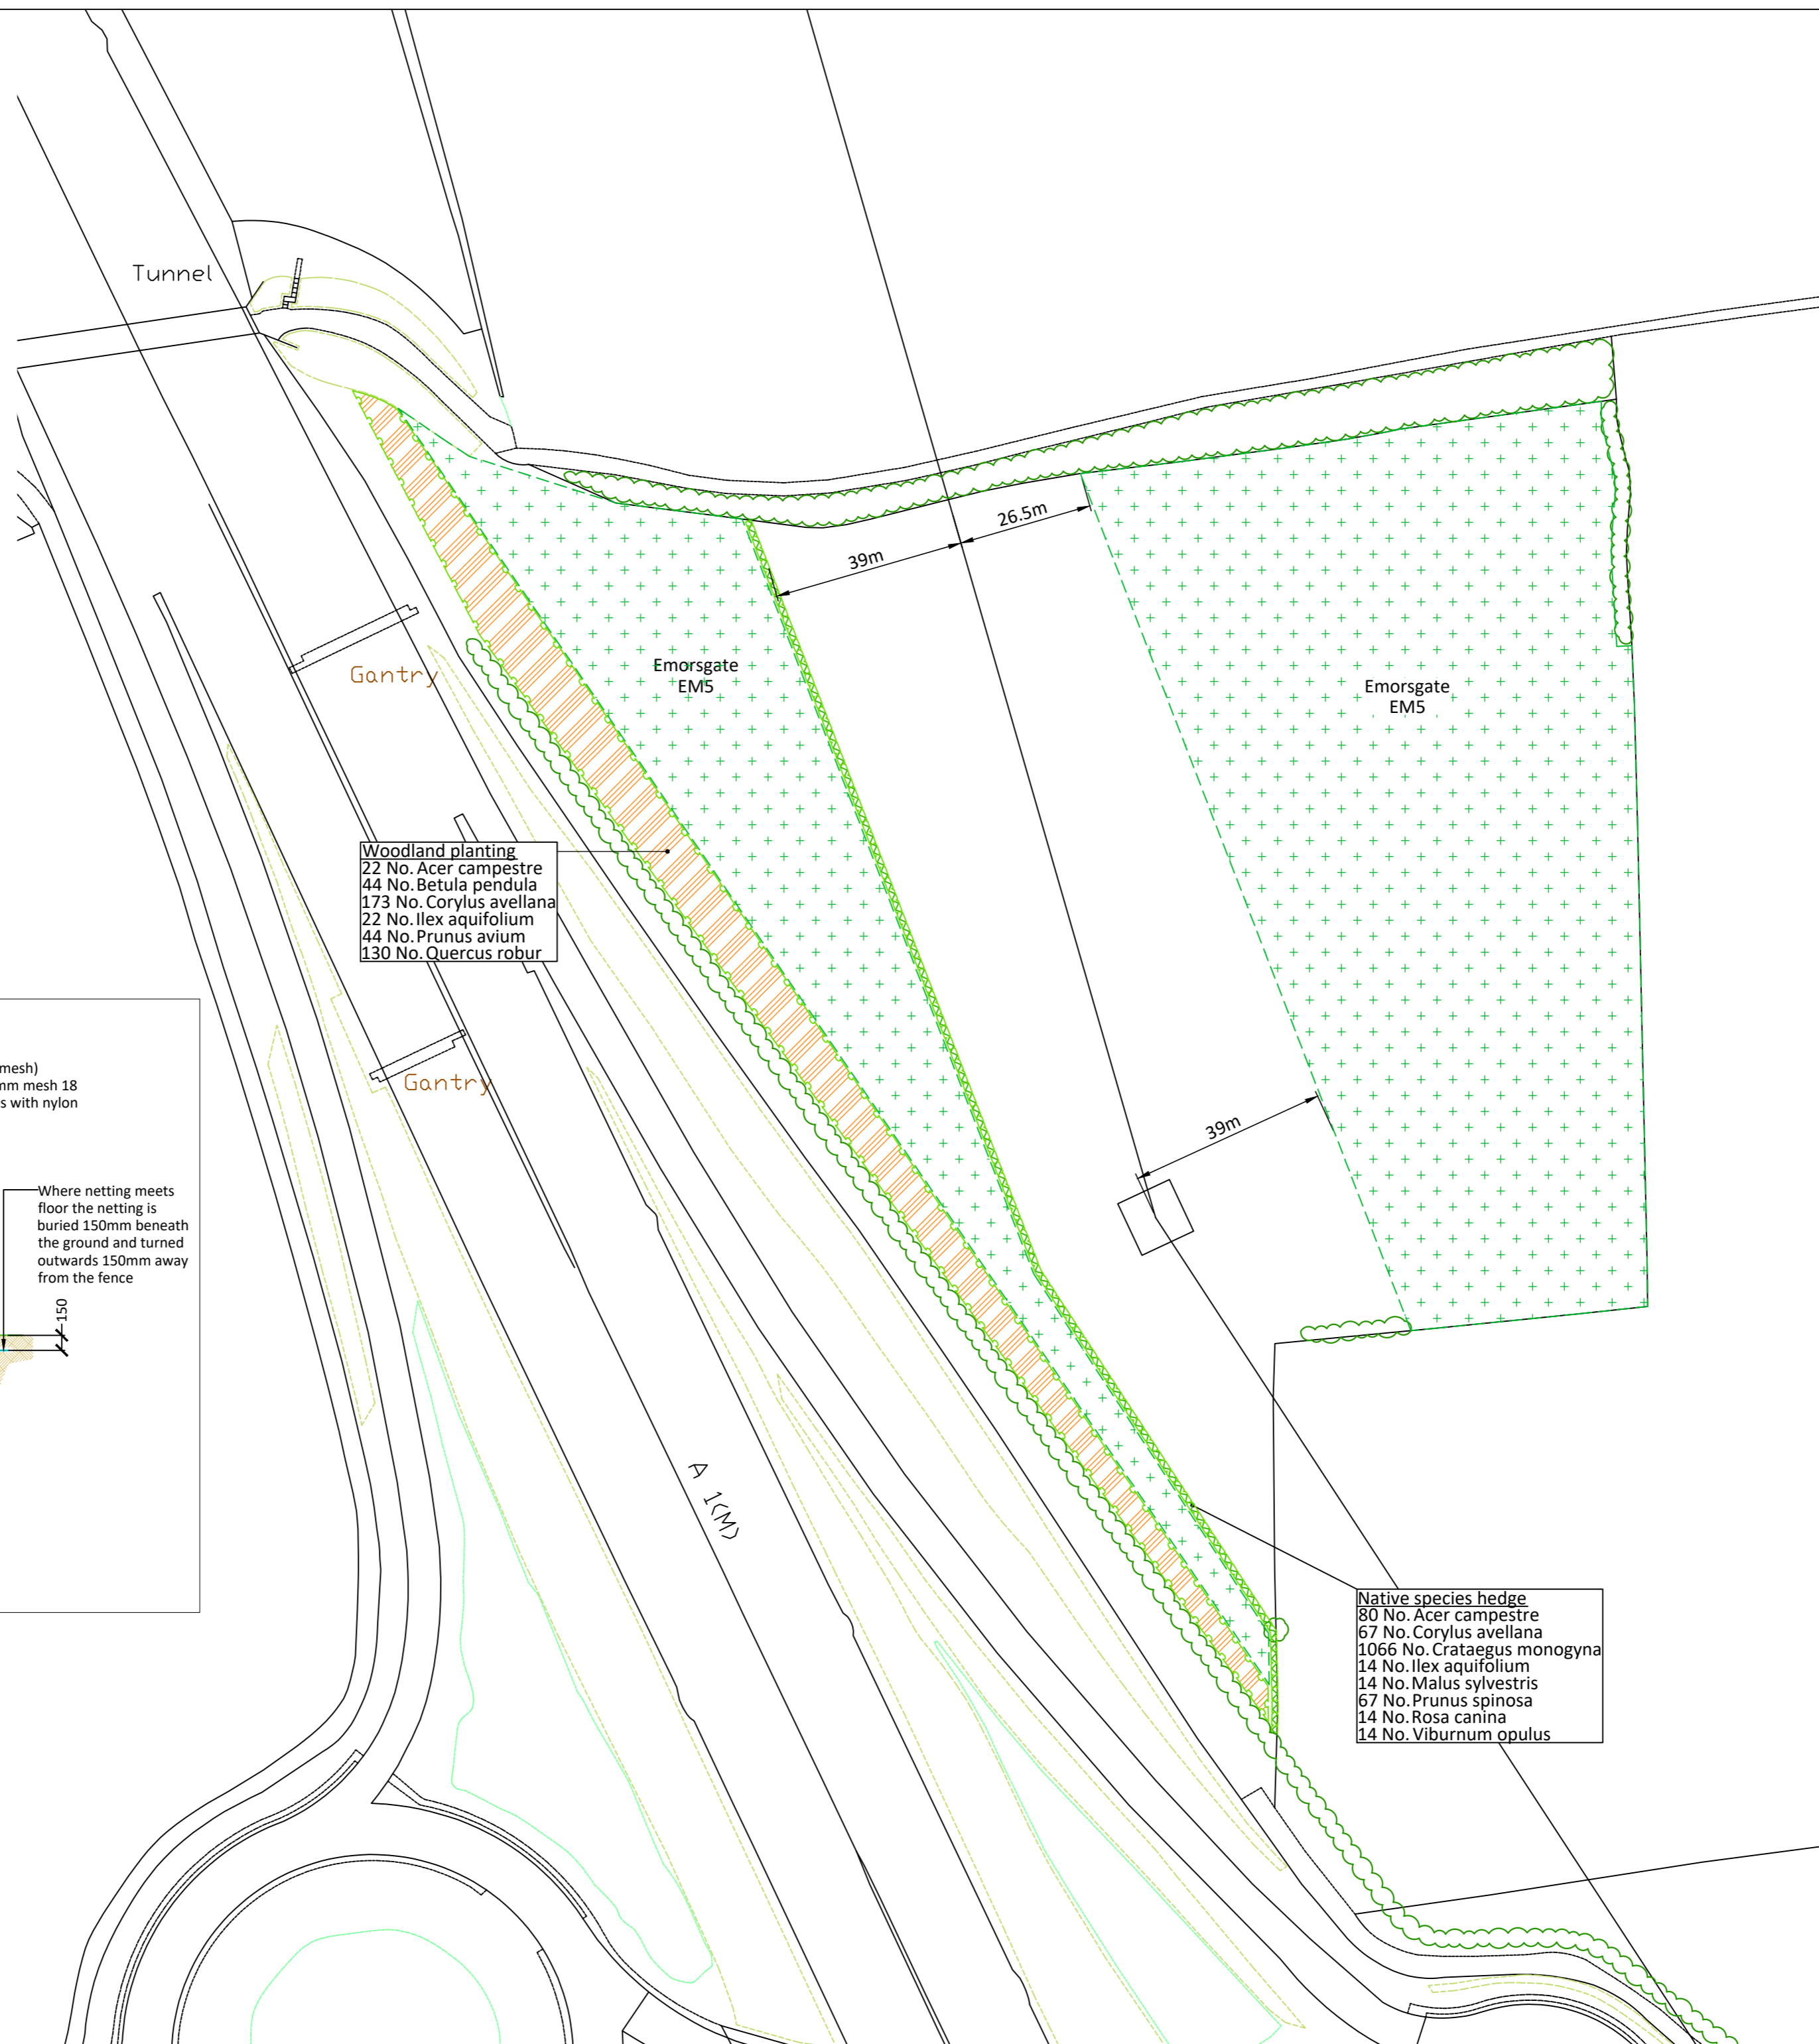 Tunnel
26.5m
39m
Gantry
Emorsgate
EM5
Emorsgate
EM5
Woodland planting
22 No. Acer campestre
44 No. Betula pendula
173 No. Corylus avellana
22 No. Ilex aquifolium
44 No. Prunus avium
130 No. Quercus robur
mesh)
mm mesh 18
s with nylon
Gantry
39m
Where netting meets
floor the netting is
buried 150mm beneath
the ground and turned
outwards 150mm away
from the fence
150
A 1(M)
Native species hedge
80 No. Acer campestre
67 No. Corylus avellana
1066 No. Crataegus monogyna
14 No. Ilex aquifolium
14 No. Malus sylvestris
67 No. Prunus spinosa
14 No. Rosa canina
14 No. Viburnum opulus